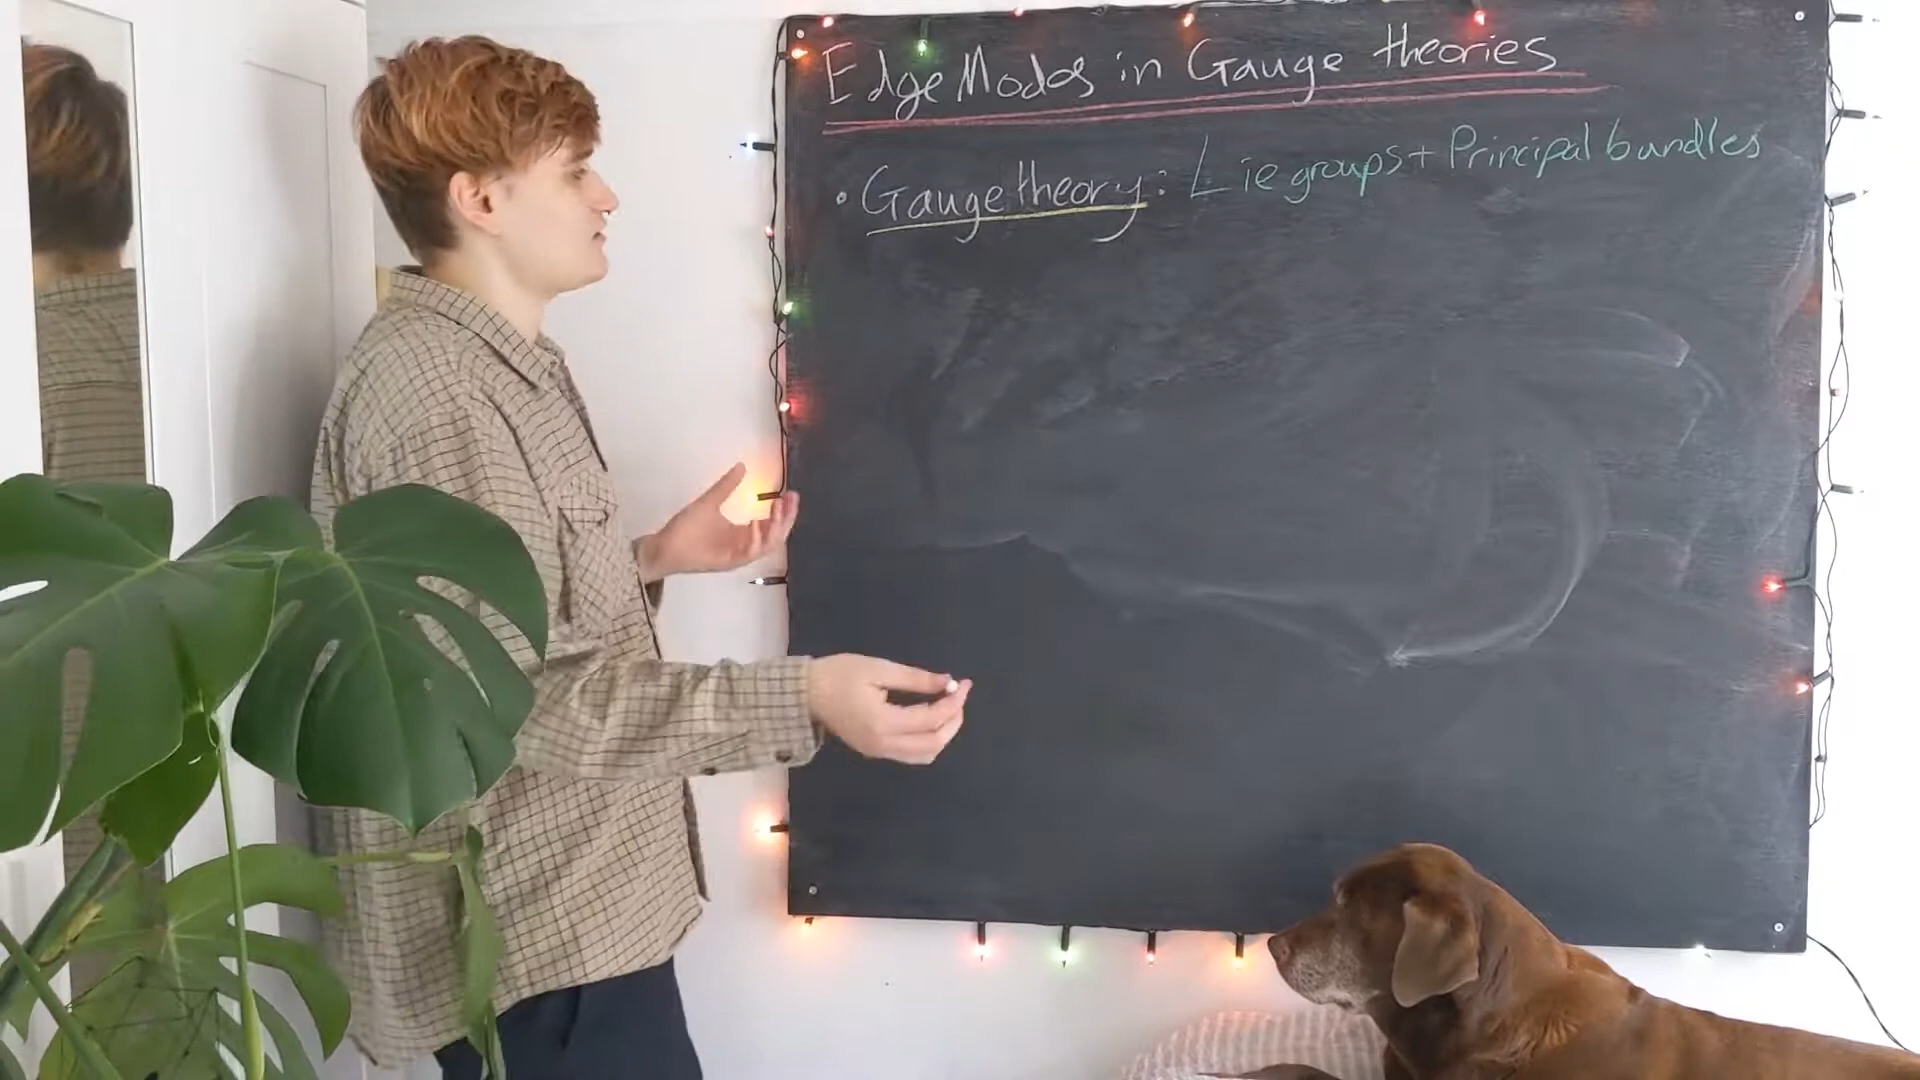 Edge Modes in Gauge theories
• Gauge theory: Lie groups + Principal bundles